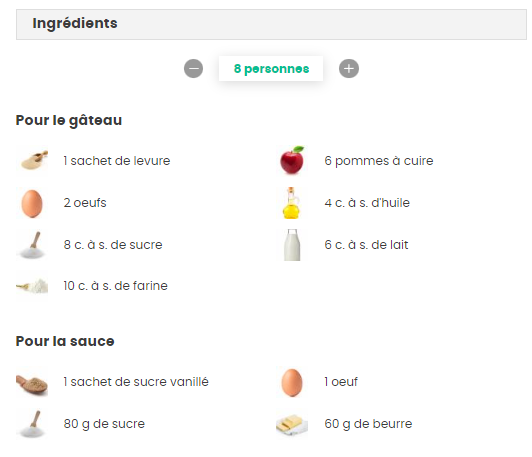 Ingrédients
8 personnes
Pour le gâteau
1 sachet de levure
6 pommes à cuire
2 oeufs
4 c. à s. d'huile
8 c. à s. de sucre
6 c. à s. de lait
10 c. à s. de farine
Pour la sauce
1 sachet de sucre vanillé
1 oeuf
80 g de sucre
60 g de beurre